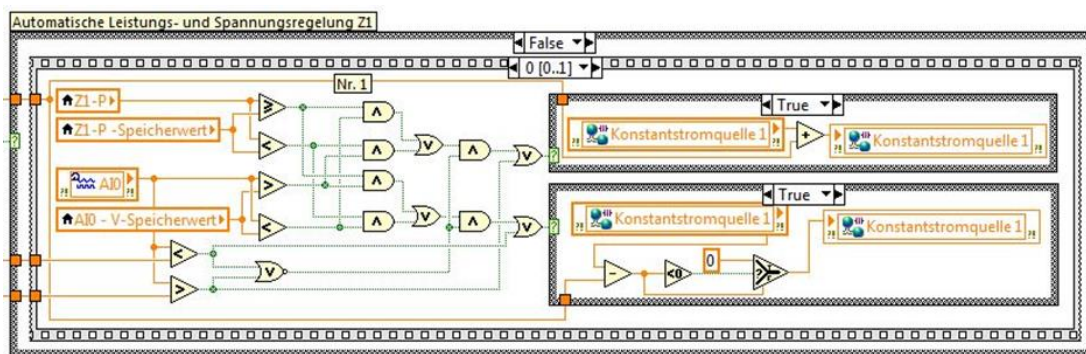 Automatische Leistungs- und Spannungsregelung Z1
False
0 [0..1]
Nr. 1
Z1-P
Z1-P -Speicherwert
AI0
AI0 - V-Speicherwert
True
Konstantstromquelle 1
Konstantstromquelle 1
True
Konstantstromquelle 1
Konstantstromquelle 1
<0
0